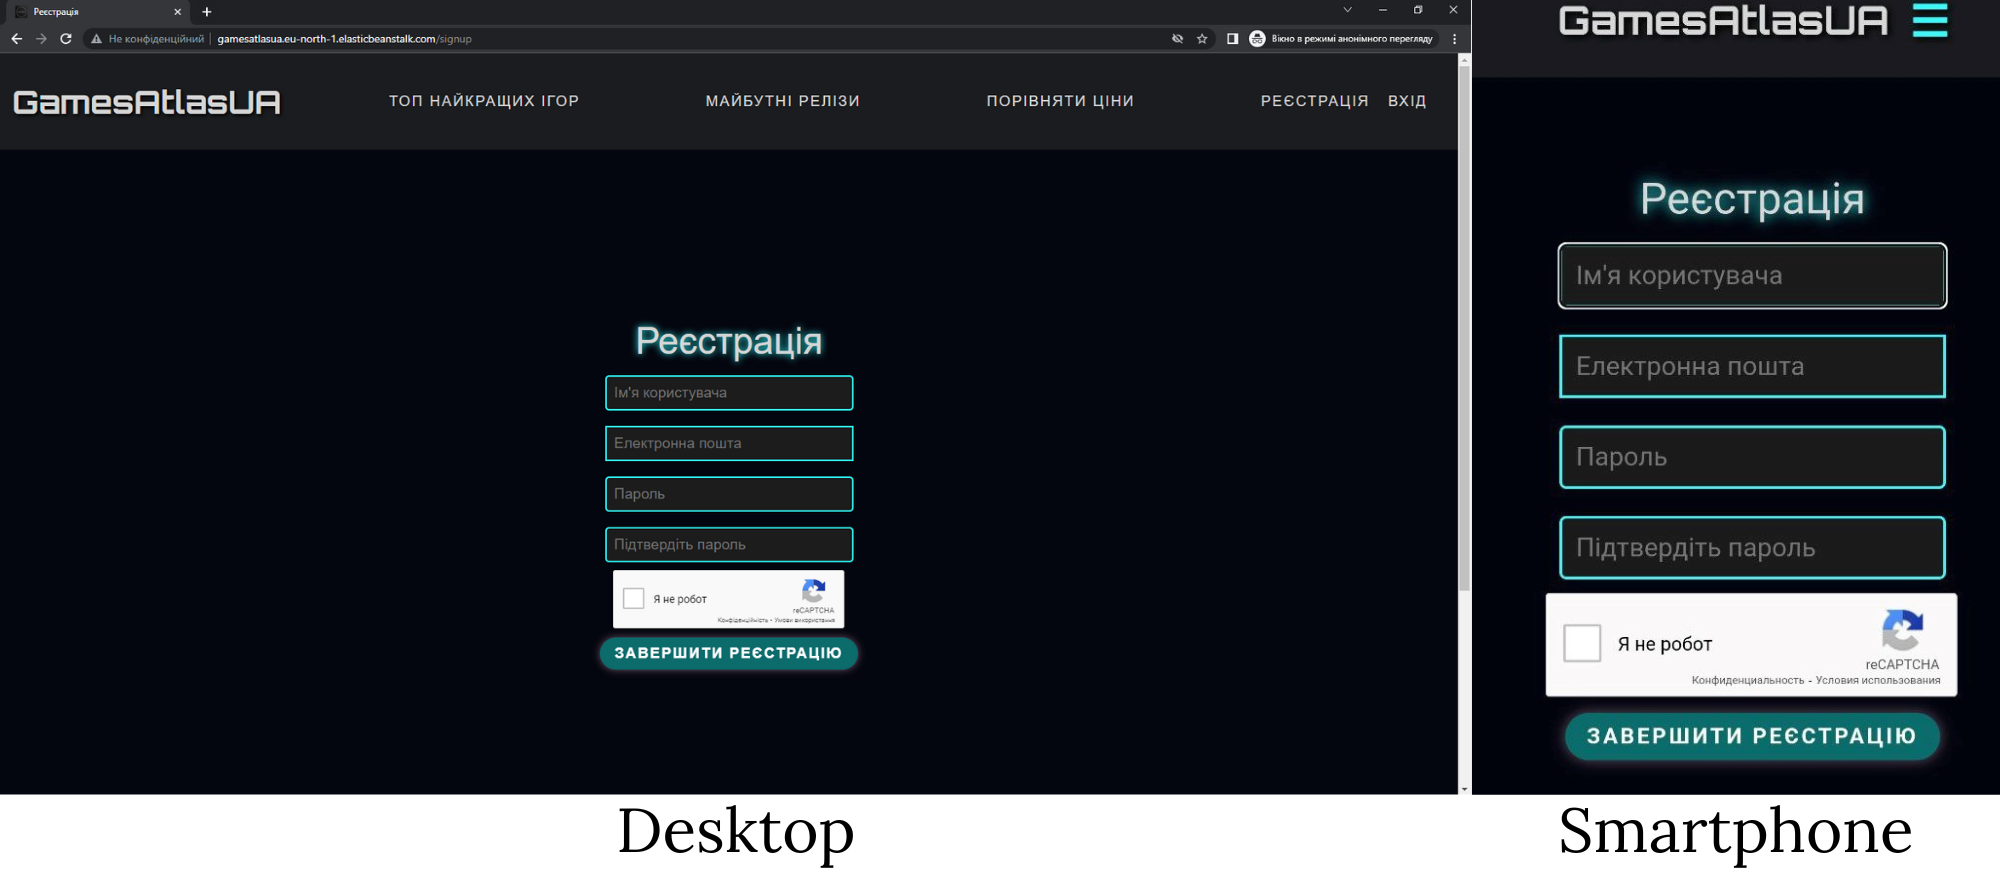 Реєстрація
Не конфіденційний
gamesatlasua.eu-north-1.elasticbeanstalk.com/signup
Вікно в режимі анонімного перегляду
GamesAtlasUA
ТОП НАЙКРАЩИХ ІГОР
МАЙБУТНІ РЕЛІЗИ
ПОРІВНЯТИ ЦІНИ
РЕЄСТРАЦІЯ
ВХІД
Реєстрація
Ім'я користувача
Електронна пошта
Пароль
Підтвердіть пароль
Я не робот
reCAPTCHA
Конфіденційність - Умови використання
ЗАВЕРШИТИ РЕЄСТРАЦІЮ
Desktop
GamesAtlasUA
Реєстрація
Ім'я користувача
Електронна пошта
Пароль
Підтвердіть пароль
Я не робот
reCAPTCHA
Конфиденциальность - Условия использования
ЗАВЕРШИТИ РЕЄСТРАЦІЮ
Smartphone